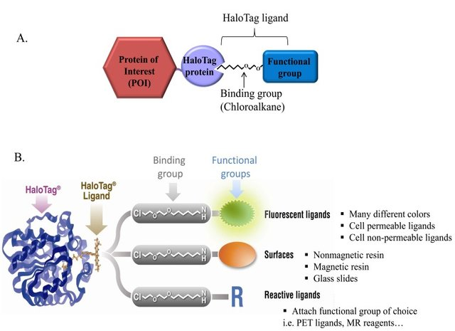 A.
HaloTag ligand
Protein of
Interest
(POI)
HaloTag
protein
Functional
group
Binding group
(Chloroalkane)
B.
Binding
group
Functional
groups
HaloTag®
HaloTag®
Ligand
Cl
O
O
N
H
Fluorescent ligands
Many different colors
Cell permeable ligands
Cell non-permeable ligands
Cl
O
O
N
H
Surfaces
Nonmagnetic resin
Magnetic resin
Glass slides
Cl
O
O
N
H
R
Reactive ligands
Attach functional group of choice
i.e. PET ligands, MR reagents…